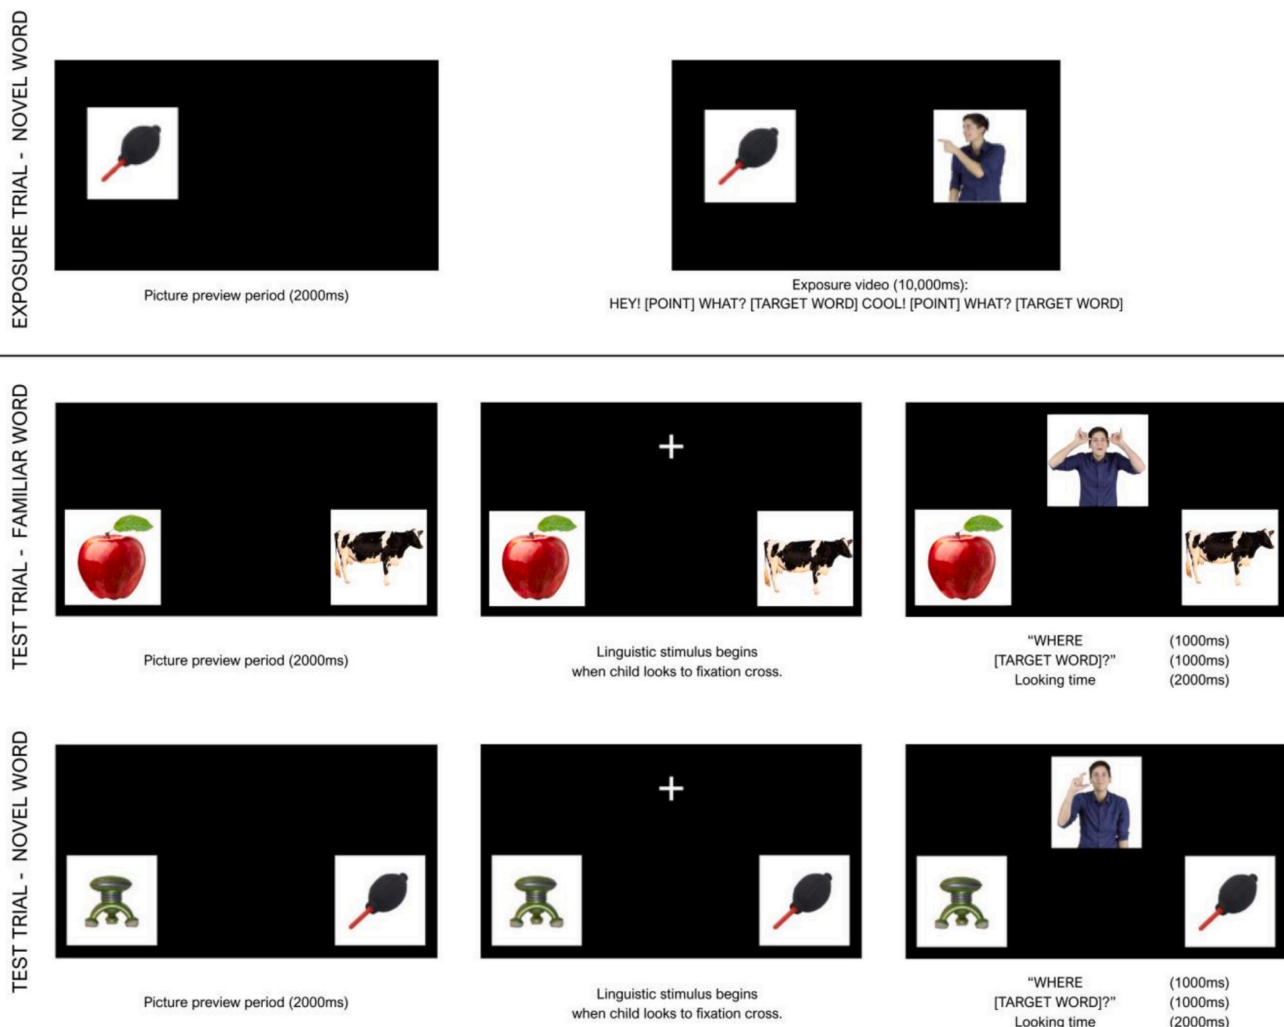 EXPOSURE TRIAL - NOVEL WORD
Picture preview period (2000ms)
Exposure video (10,000ms):
HEY! [POINT] WHAT? [TARGET WORD] COOL! [POINT] WHAT? [TARGET WORD]
TEST TRIAL - FAMILIAR WORD
Picture preview period (2000ms)
Linguistic stimulus begins
when child looks to fixation cross.
“WHERE (1000ms)
[TARGET WORD]?” (1000ms)
Looking time (2000ms)
TEST TRIAL - NOVEL WORD
Picture preview period (2000ms)
Linguistic stimulus begins
when child looks to fixation cross.
“WHERE (1000ms)
[TARGET WORD]?” (1000ms)
Looking time (2000ms)